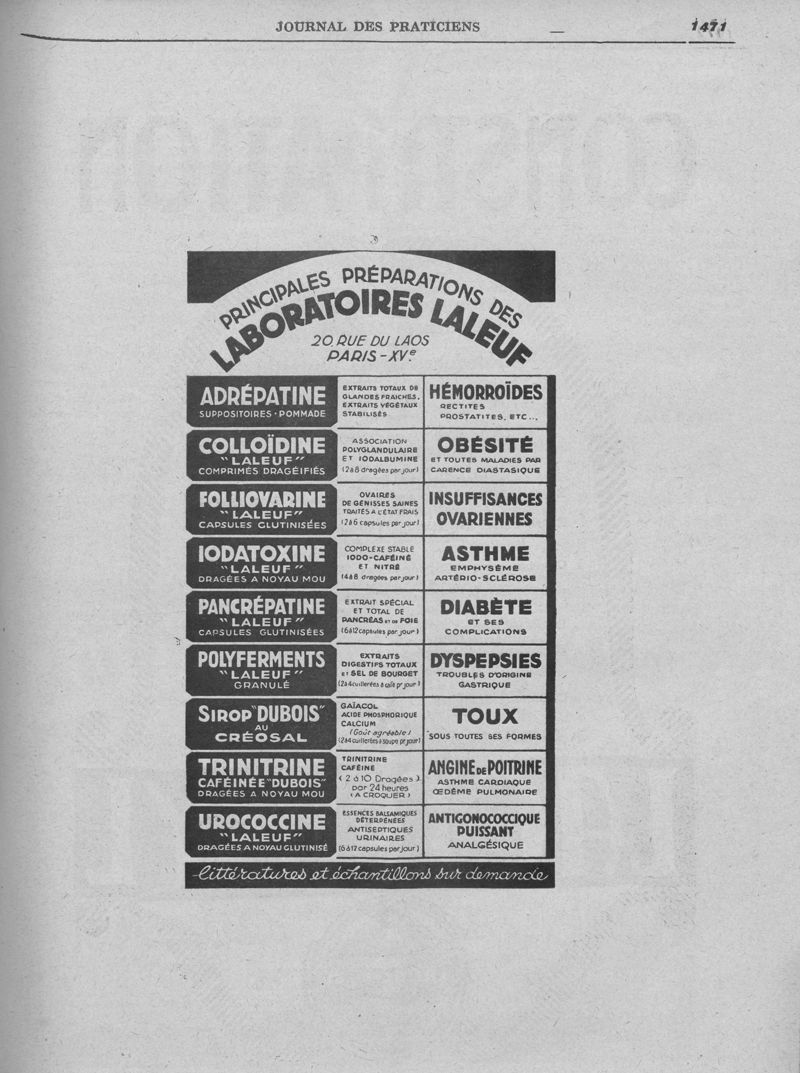 JOURNAL DES PRATICIENS — 1471
PRINCIPALES PRÉPARATIONS DES
LABORATOIRES LALEUF
20 RUE DU LAOS
PARIS-XVe
ADRÉPATINE
SUPPOSITOIRES - POMMADE
EXTRAITS TOTAUX DE
GLANDES FRAICHES.
EXTRAITS VÉGÉTAUX
STABILISÉS
HÉMORROÏDES
RECTITES
PROSTATITES, ETC...
COLLOÏDINE
"LALEUF"
COMPRIMÉS DRAGÉIFIÉS
ASSOCIATION
POLYGLANDULAIRE
ET IODALBUMINE
(2 à 8 dragées par jour)
OBÉSITÉ
ET TOUTES MALADIES PAR
CARENCE DIASTASIQUE
FOLLIOVARINE
"LALEUF"
CAPSULES GLUTINISÉES
OVAIRES
DE GÉNISSES SAINES
TRAITÉS A L'ÉTAT FRAIS
(2 à 6 capsules par jour)
INSUFFISANCES
OVARIENNES
IODATOXINE
"LALEUF"
DRAGÉES A NOYAU MOU
COMPLEXE STABLE
IODO-CAFÉINÉ
ET NITRÉ
(4 à 8 dragées par jour)
ASTHME
EMPHYSÈME
ARTÉRIO-SCLÉROSE
PANCRÉPATINE
"LALEUF"
CAPSULES GLUTINISÉES
EXTRAIT SPÉCIAL
ET TOTAL DE
PANCRÉAS ET DE FOIE
(6 à 12 capsules par jour)
DIABÈTE
ET SES
COMPLICATIONS
POLYFERMENTS
"LALEUF"
GRANULÉ
EXTRAITS
DIGESTIFS TOTAUX
ET SEL DE BOURGET
(2 à 4 cuillerées à café pr jour)
DYSPEPSIES
TROUBLES D'ORIGINE
GASTRIQUE
SIROP "DUBOIS"
AU
CRÉOSAL
GAÏACOL
ACIDE PHOSPHORIQUE
CALCIUM
(Goût agréable)
(2 à 4 cuillerées à soupe pr jour)
TOUX
SOUS TOUTES SES FORMES
TRINITRINE
CAFÉINÉE "DUBOIS"
DRAGÉES A NOYAU MOU
TRINITRINE
CAFÉINE
(2 à 10 Dragées)
par 24 heures
(A CROQUER)
ANGINE DE POITRINE
ASTHME CARDIAQUE
ŒDÈME PULMONAIRE
UROCOCCINE
"LALEUF"
DRAGÉES A NOYAU GLUTINISÉ
ESSENCES BALSAMIQUES
DÉTERPÉNÉES
ANTISEPTIQUES
URINAIRES
(6 à 12 capsules par jour)
ANTIGONOCOCCIQUE
PUISSANT
ANALGÉSIQUE
littératures et échantillons sur demande